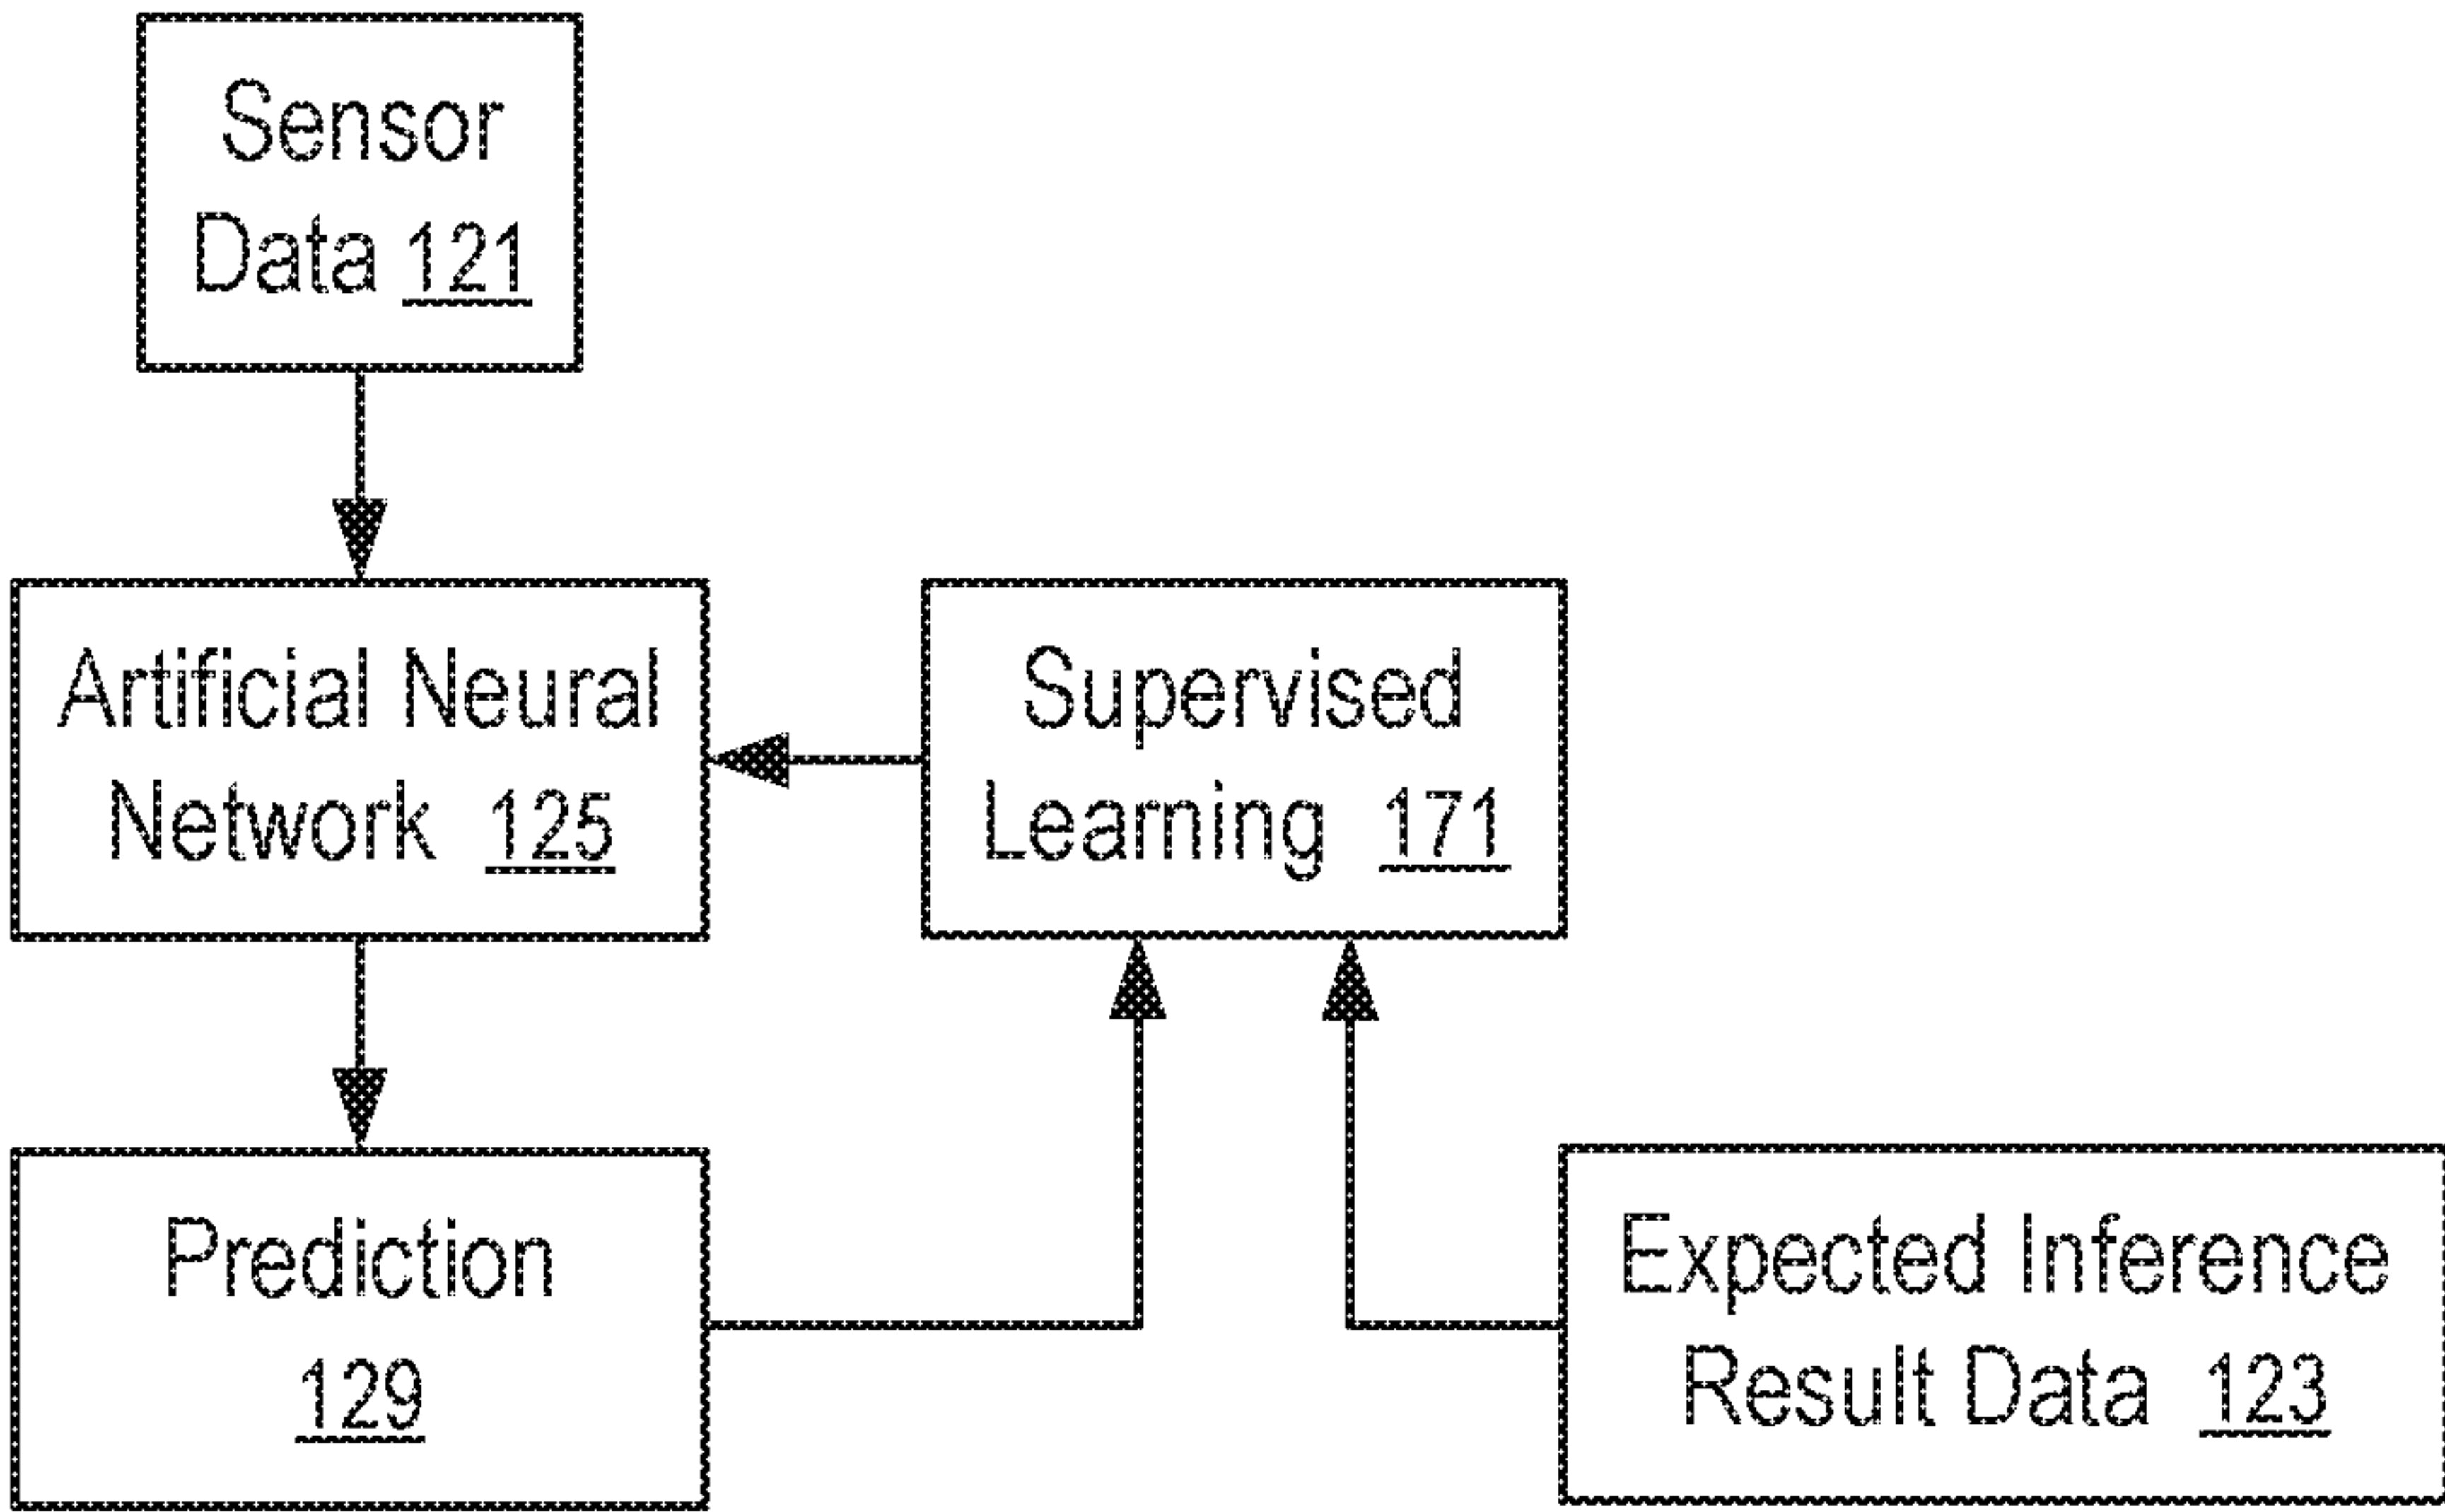 Sensor
Data 121
Artificial Neural
Network 125
Supervised
Learning 171
Prediction
129
Expected Inference
Result Data 123